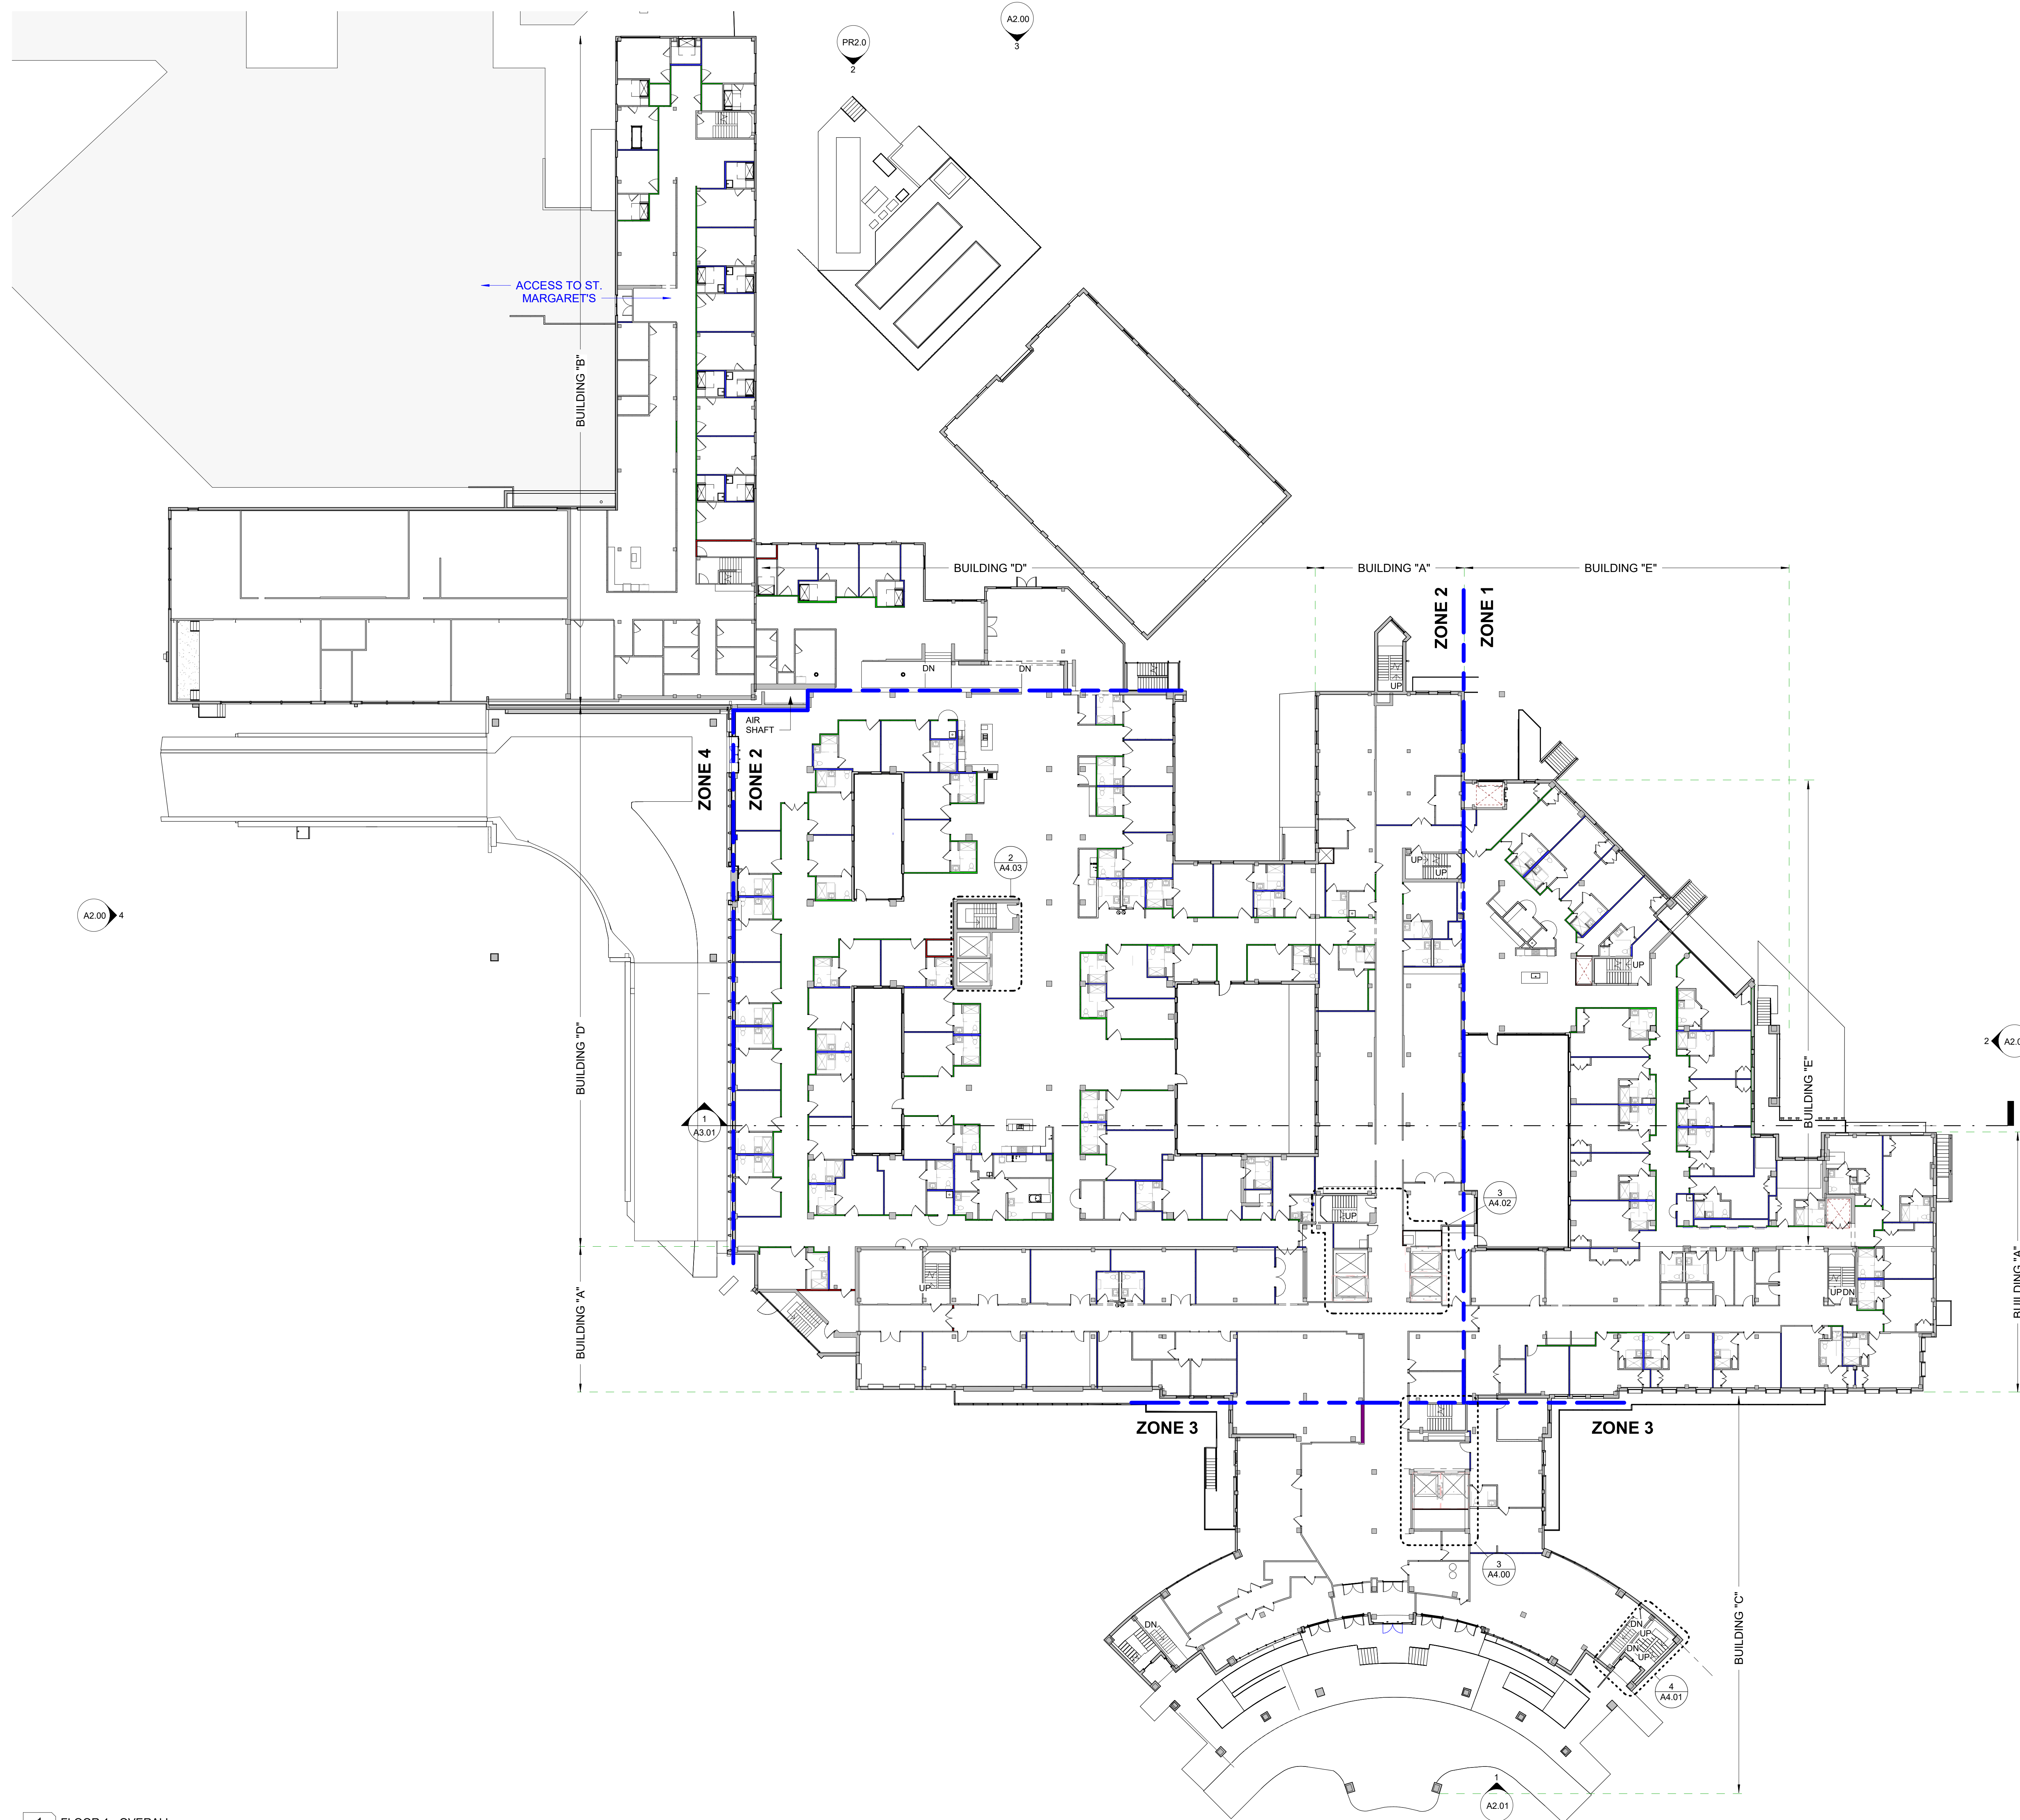 A2.00
3
PR2.0
2
ACCESS TO ST.
MARGARET'S
BUILDING "B"
BUILDING "D"
BUILDING "A"
BUILDING "E"
ZONE 2
ZONE 1
UP
DN
DN
AIR
SHAFT
ZONE 4
ZONE 2
2
A4.03
UP
UP
A2.00
4
UP
2
BUILDING "D"
1
A3.01
BUILDING "E"
3
A4.02
UP
UP
UP
DN
BUILDING "A"
BUILDING "A"
ZONE 3
ZONE 3
3
A4.00
BUILDING "C"
DN
DN
UP
DN
UP
4
A4.01
1
A2.01